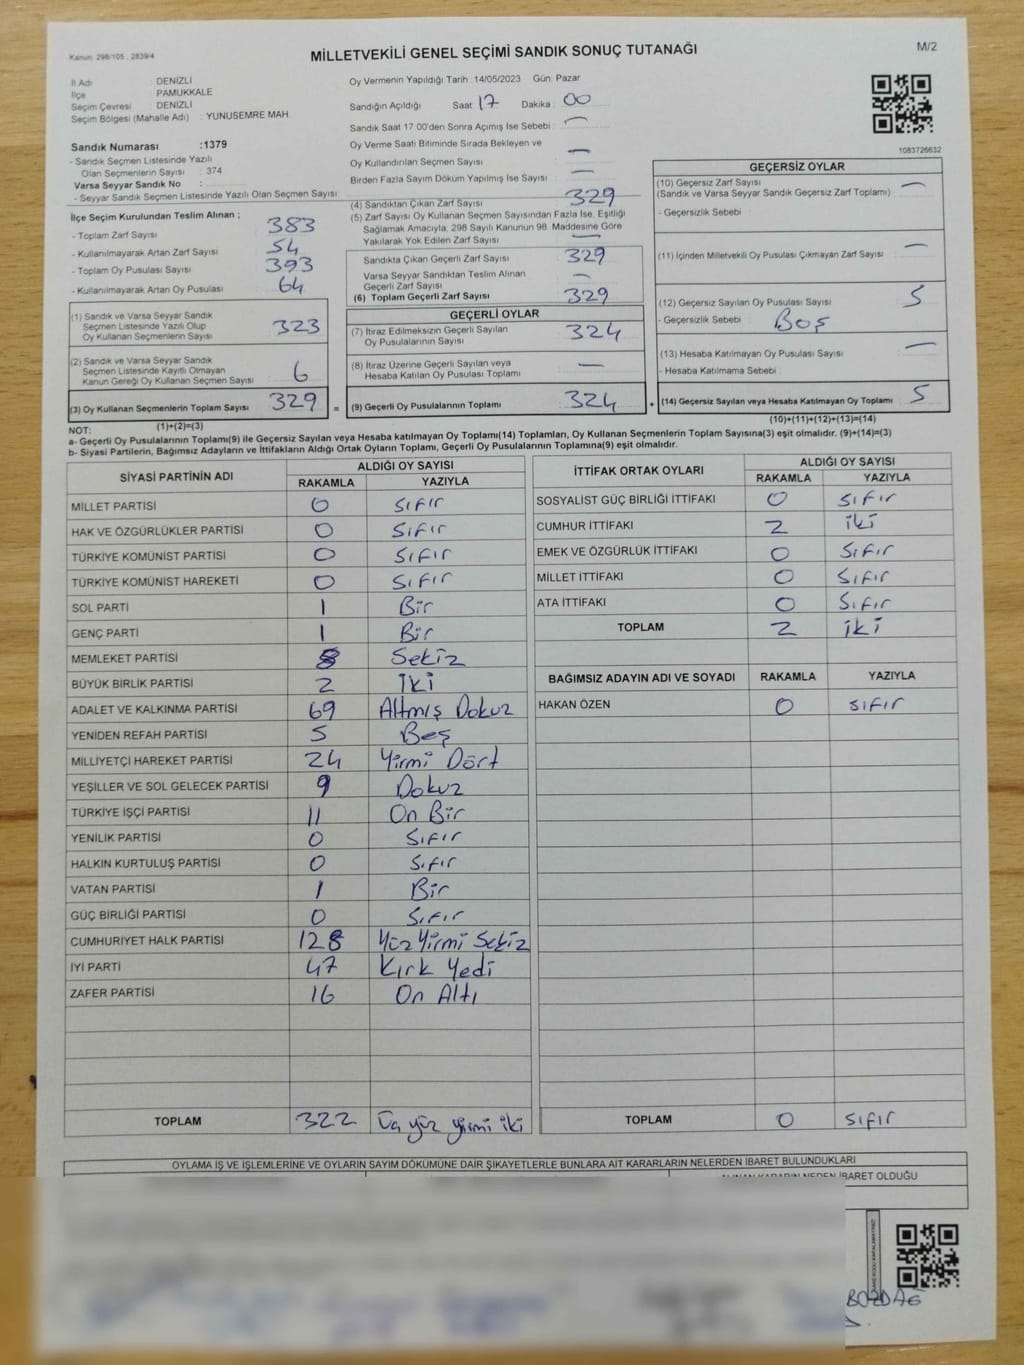 Kanun: 298/105, 2839/4
MİLLETVEKİLİ GENEL SEÇİMİ SANDIK SONUÇ TUTANAĞI
M/2
İl Adı DENİZLİ
İlçe PAMUKKALE
Seçim Çevresi DENİZLİ
Seçim Bölgesi (Mahalle Adı) : YUNUSEMRE MAH.
Sandık Numarası :1379
- Sandık Seçmen Listesinde Yazılı
Olan Seçmenlerin Sayısı : 374
Varsa Seyyar Sandık No :
- Seyyar Sandık Seçmen Listesinde Yazılı Olan Seçmen Sayısı :
Oy Vermenin Yapıldığı Tarih :14/05/2023 Gün: Pazar
Sandığın Açıldığı Saat 17 Dakika : 00
Sandık Saat 17:00'den Sonra Açımış İse Sebebi : —
Oy Verme Saati Bitiminde Sırada Bekleyen ve
Oy Kullandırılan Seçmen Sayısı : —
Birden Fazla Sayım Döküm Yapılmış İse Sayısı : —
1083726632
İlçe Seçim Kurulundan Teslim Alınan ;
- Toplam Zarf Sayısı : 383
- Kullanılmayarak Artan Zarf Sayısı : 54
- Toplam Oy Pusulası Sayısı : 393
- Kullanılmayarak Artan Oy Pusulası : 64
(1) Sandık ve Varsa Seyyar Sandık
Seçmen Listesinde Yazılı Olup
Oy Kullanan Seçmenlerin Sayısı : 323
(2) Sandık ve Varsa Seyyar Sandık
Seçmen Listesinde Kayıtlı Olmayan
Kanun Gereği Oy Kullanan Seçmen Sayısı : 6
(3) Oy Kullanan Seçmenlerin Toplam Sayısı : 329 =
(1)+(2)=(3)
(4) Sandıktan Çıkan Zarf Sayısı : 329
(5) Zarf Sayısı Oy Kullanan Seçmen Sayısından Fazla İse, Eşitliği
Sağlamak Amacıyla, 298 Sayılı Kanunun 98. Maddesine Göre
Yakılarak Yok Edilen Zarf Sayısı : —
Sandıkta Çıkan Geçerli Zarf Sayısı : 329
Varsa Seyyar Sandıktan Teslim Alınan
Geçerli Zarf Sayısı : —
(6) Toplam Geçerli Zarf Sayısı : 329
GEÇERLİ OYLAR
(7) İtiraz Edilmeksizin Geçerli Sayılan
Oy Pusulalarının Sayısı : 324
(8) İtiraz Üzerine Geçerli Sayılan veya
Hesaba Katılan Oy Pusulası Toplamı : —
(9) Geçerli Oy Pusulalarının Toplamı : 324 +
GEÇERSİZ OYLAR
(10) Geçersiz Zarf Sayısı : —
(Sandık ve Varsa Seyyar Sandık Geçersiz Zarf Toplamı)
- Geçersizlik Sebebi :
(11) İçinden Milletvekili Oy Pusulası Çıkmayan Zarf Sayısı : —
(12) Geçersiz Sayılan Oy Pusulası Sayısı : 5
- Geçersizlik Sebebi : Boş
(13) Hesaba Katılmayan Oy Pusulası Sayısı : —
- Hesaba Katılmama Sebebi :
(14) Geçersiz Sayılan veya Hesaba Katılmayan Oy Toplamı : 5
(10)+(11)+(12)+(13)=(14)
NOT:
a- Geçerli Oy Pusulalarının Toplamı(9) ile Geçersiz Sayılan veya Hesaba katılmayan Oy Toplamı(14) Toplamları, Oy Kullanan Seçmenlerin Toplam Sayısına(3) eşit olmalıdır. (9)+(14)=(3)
b- Siyasi Partilerin, Bağımsız Adayların ve İttifakların Aldığı Ortak Oyların Toplamı, Geçerli Oy Pusulalarının Toplamına(9) eşit olmalıdır.
SİYASİ PARTİNİN ADI ALDIĞI OY SAYISI
RAKAMLA YAZIYLA
MİLLET PARTİSİ 0 Sıfır
HAK VE ÖZGÜRLÜKLER PARTİSİ 0 Sıfır
TÜRKİYE KOMÜNİST PARTİSİ 0 Sıfır
TÜRKİYE KOMÜNİST HAREKETİ 0 Sıfır
SOL PARTİ 1 Bir
GENÇ PARTİ 1 Bir
MEMLEKET PARTİSİ 8 Sekiz
BÜYÜK BİRLİK PARTİSİ 2 İki
ADALET VE KALKINMA PARTİSİ 69 Altmış Dokuz
YENİDEN REFAH PARTİSİ 5 Beş
MİLLİYETÇİ HAREKET PARTİSİ 24 Yirmi Dört
YEŞİLLER VE SOL GELECEK PARTİSİ 9 Dokuz
TÜRKİYE İŞÇİ PARTİSİ 11 On Bir
YENİLİK PARTİSİ 0 Sıfır
HALKIN KURTULUŞ PARTİSİ 0 Sıfır
VATAN PARTİSİ 1 Bir
GÜÇ BİRLİĞİ PARTİSİ 0 Sıfır
CUMHURİYET HALK PARTİSİ 128 Yüz Yirmi Sekiz
İYİ PARTİ 47 Kırk Yedi
ZAFER PARTİSİ 16 On Altı
TOPLAM 322 Üç yüz yirmi iki
İTTİFAK ORTAK OYLARI ALDIĞI OY SAYISI
RAKAMLA YAZIYLA
SOSYALİST GÜÇ BİRLİĞİ İTTİFAKI 0 Sıfır
CUMHUR İTTİFAKI 2 iki
EMEK VE ÖZGÜRLÜK İTTİFAKI 0 Sıfır
MİLLET İTTİFAKI 0 Sıfır
ATA İTTİFAKI 0 Sıfır
TOPLAM 2 iki
BAĞIMSIZ ADAYIN ADI VE SOYADI RAKAMLA YAZIYLA
HAKAN ÖZEN 0 Sıfır
TOPLAM 0 Sıfır
OYLAMA İŞ VE İŞLEMLERİNE VE OYLARIN SAYIM DÖKÜMÜNE DAİR ŞİKAYETLERLE BUNLARA AİT KARARLARIN NELERDEN İBARET BULUNDUKLARI
ALINAN KARARIN NEDEN İBARET OLDUĞU
BOZDAĞ